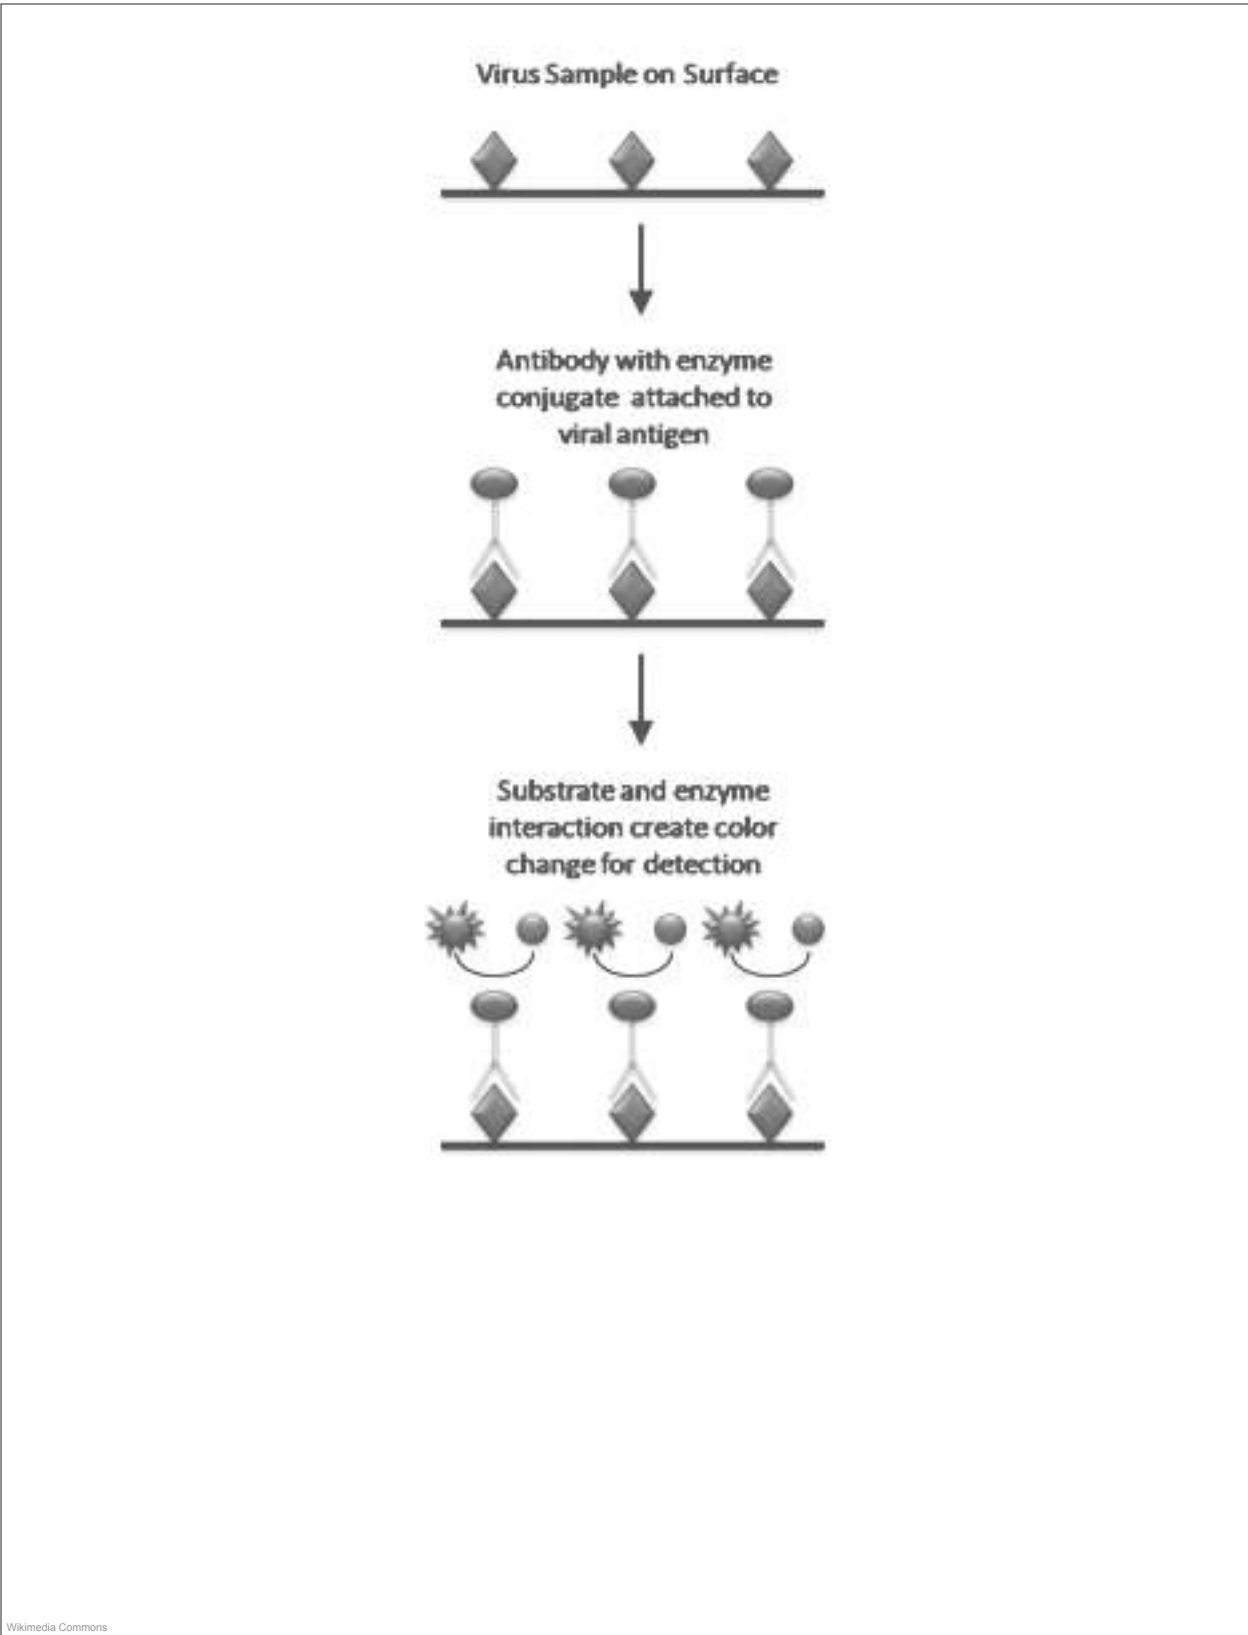 Virus Sample on Surface
Antibody with enzyme
conjugate attached to
viral antigen
Substrate and enzyme
interaction create color
change for detection
Wikimedia Commons